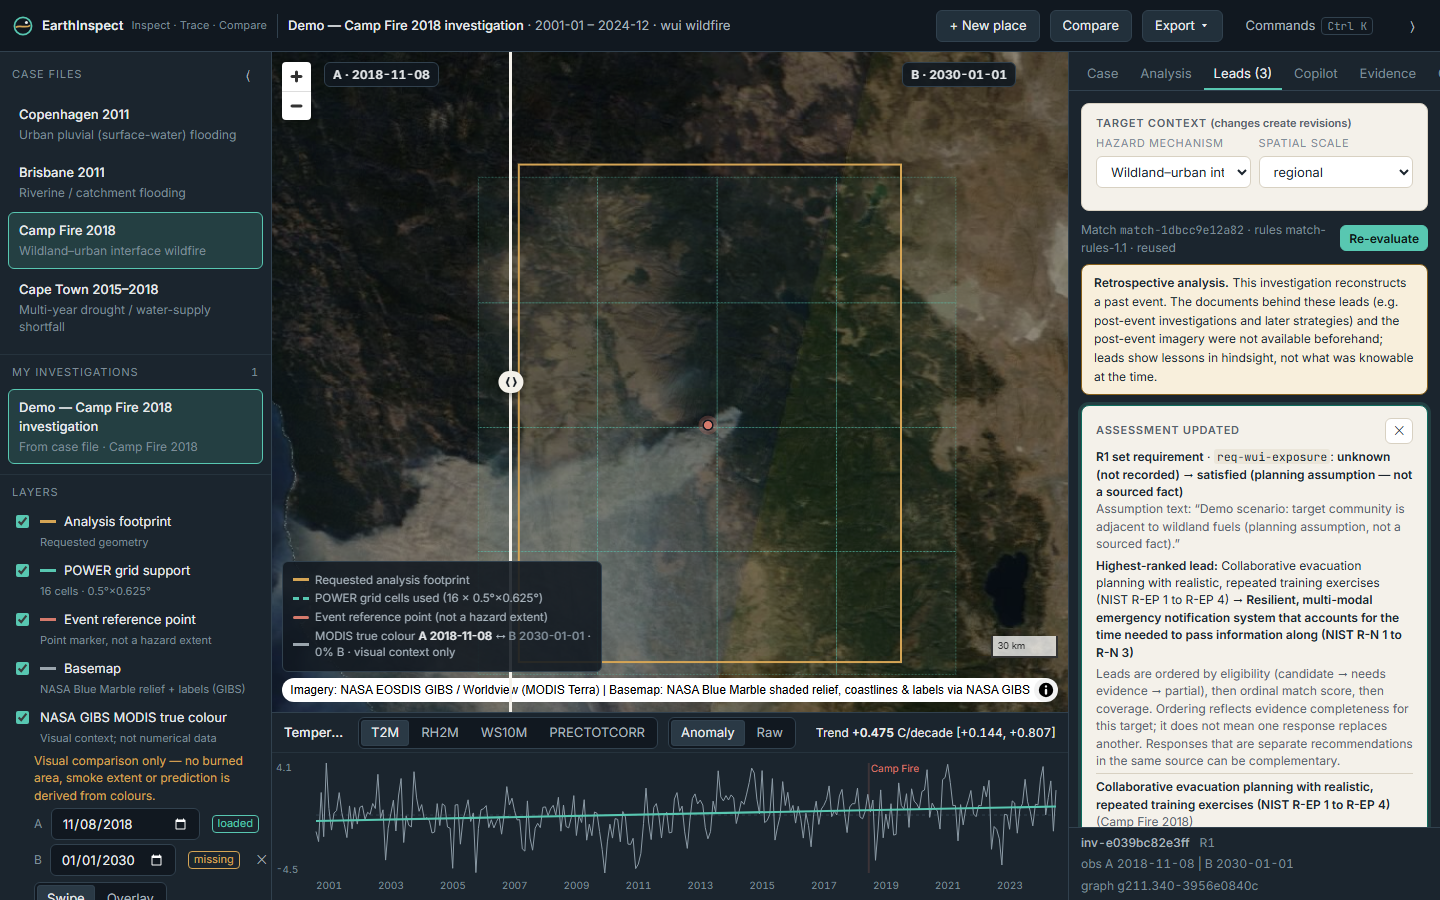 EarthInspect Inspect · Trace · Compare
Demo — Camp Fire 2018 investigation · 2001-01 – 2024-12 · wui wildfire
+ New place
Compare
Export
Commands Ctrl K
CASE FILES
Copenhagen 2011
Urban pluvial (surface-water) flooding
Brisbane 2011
Riverine / catchment flooding
Camp Fire 2018
Wildland–urban interface wildfire
Cape Town 2015–2018
Multi-year drought / water-supply
shortfall
MY INVESTIGATIONS 1
Demo — Camp Fire 2018
investigation
From case file · Camp Fire 2018
LAYERS
Analysis footprint
Requested geometry
POWER grid support
16 cells · 0.5°×0.625°
Event reference point
Point marker, not a hazard extent
Basemap
NASA Blue Marble relief + labels (GIBS)
NASA GIBS MODIS true colour
Visual context; not numerical data
Visual comparison only — no burned
area, smoke extent or prediction is
derived from colours.
A 11/08/2018 loaded
B 01/01/2030 missing
Swipe Overlay
A · 2018-11-08
B · 2030-01-01
Requested analysis footprint
POWER grid cells used (16 × 0.5°×0.625°)
Event reference point (not a hazard extent)
MODIS true colour A 2018-11-08 ↔ B 2030-01-01 ·
0% B · visual context only
30 km
Imagery: NASA EOSDIS GIBS / Worldview (MODIS Terra) | Basemap: NASA Blue Marble shaded relief, coastlines & labels via NASA GIBS
Temper... T2M RH2M WS10M PRECTOTCORR Anomaly Raw Trend +0.475 C/decade [+0.144, +0.807]
4.1
Camp Fire
-4.5
2001 2003 2005 2007 2009 2011 2013 2015 2017 2019 2021 2023
Case Analysis Leads (3) Copilot Evidence
TARGET CONTEXT (changes create revisions)
HAZARD MECHANISM SPATIAL SCALE
Wildland–urban int regional
Match match-1dbcc9e12a82 · rules match-
rules-1.1 · reused
Re-evaluate
Retrospective analysis. This investigation reconstructs
a past event. The documents behind these leads (e.g.
post-event investigations and later strategies) and the
post-event imagery were not available beforehand;
leads show lessons in hindsight, not what was knowable
at the time.
ASSESSMENT UPDATED
R1 set requirement · req-wui-exposure : unknown
(not recorded) → satisfied (planning assumption — not
a sourced fact)
Assumption text: “Demo scenario: target community is
adjacent to wildland fuels (planning assumption, not a
sourced fact).”
Highest-ranked lead: Collaborative evacuation
planning with realistic, repeated training exercises
(NIST R-EP 1 to R-EP 4) → Resilient, multi-modal
emergency notification system that accounts for the
time needed to pass information along (NIST R-N 1 to
R-N 3)
Leads are ordered by eligibility (candidate → needs
evidence → partial), then ordinal match score, then
coverage. Ordering reflects evidence completeness for
this target; it does not mean one response replaces
another. Responses that are separate recommendations
in the same source can be complementary.
Collaborative evacuation planning with realistic,
repeated training exercises (NIST R-EP 1 to R-EP 4)
(Camp Fire 2018)
inv-e039bc82e3ff R1
obs A 2018-11-08 | B 2030-01-01
graph g211.340-3956e0840c